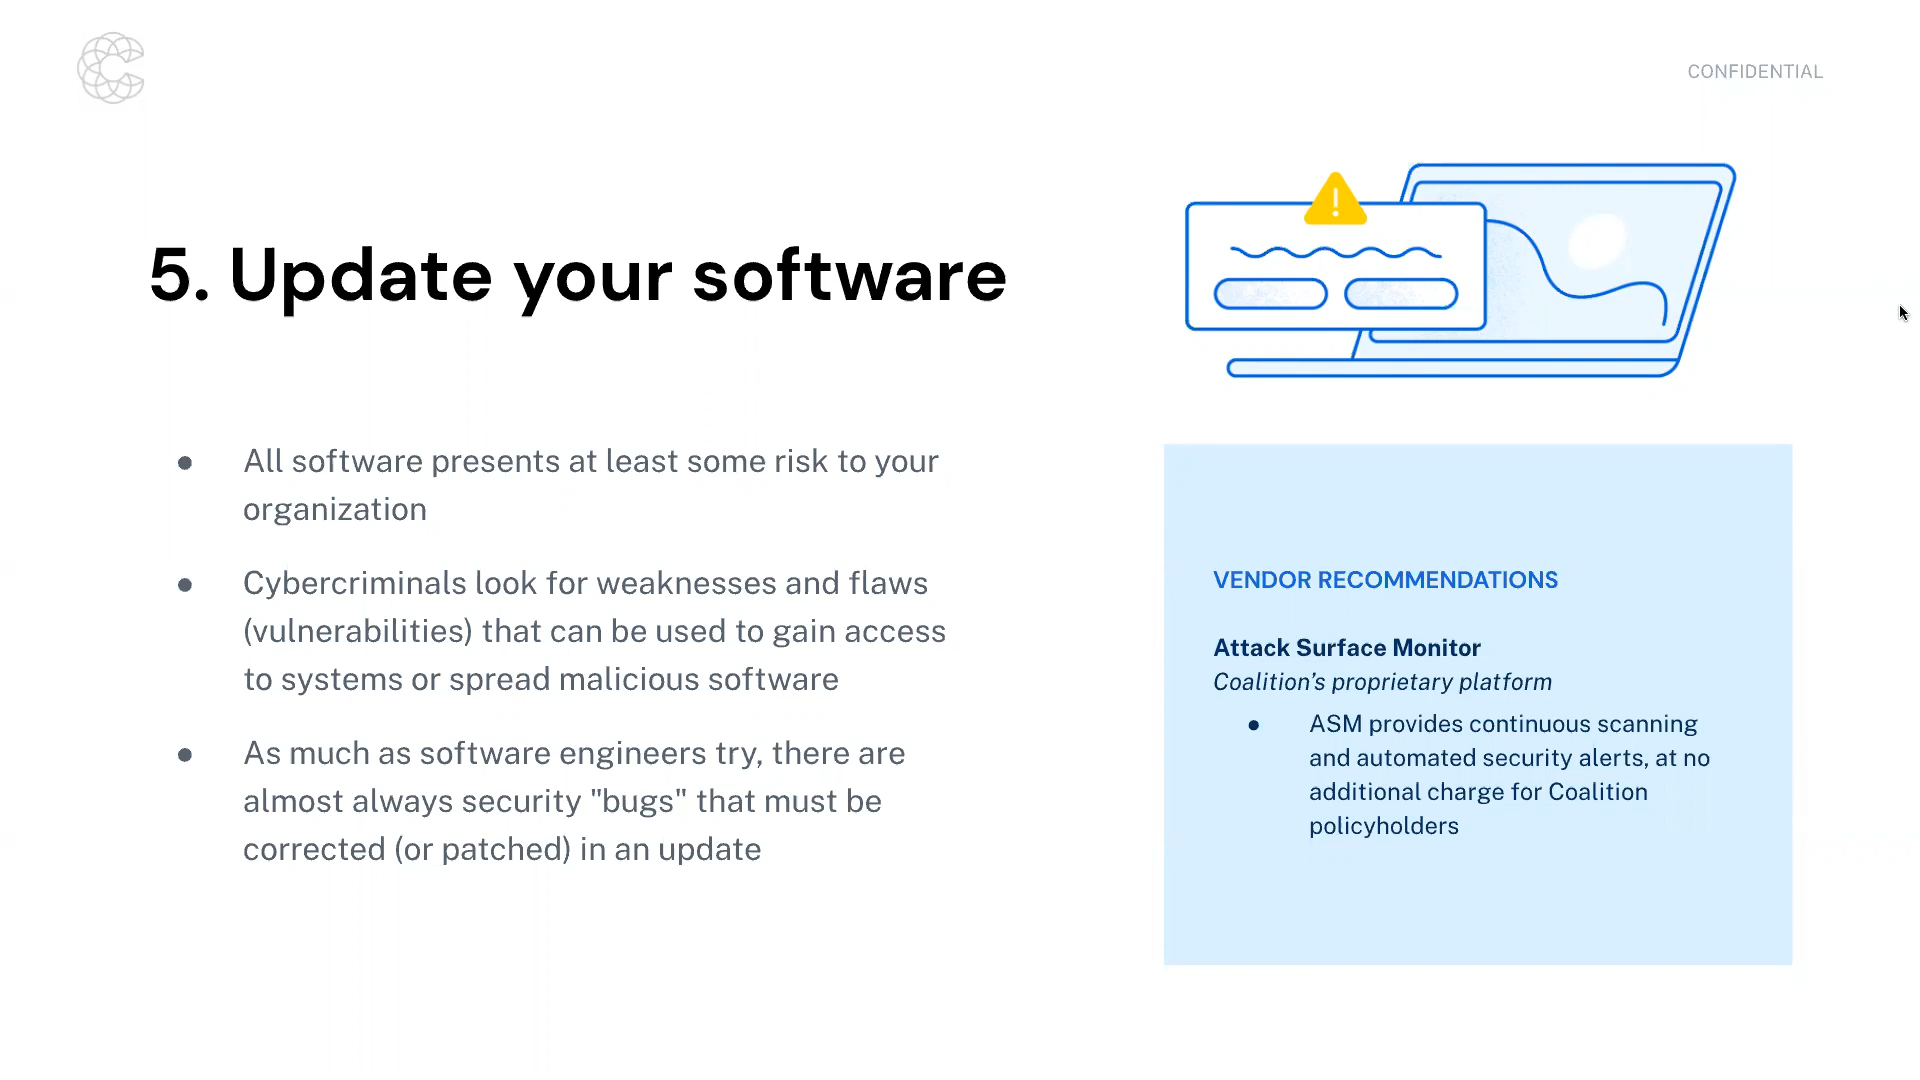 CONFIDENTIAL
5. Update your software
● All software presents at least some risk to your
organization
● Cybercriminals look for weaknesses and flaws
(vulnerabilities) that can be used to gain access
to systems or spread malicious software
● As much as software engineers try, there are
almost always security "bugs" that must be
corrected (or patched) in an update
VENDOR RECOMMENDATIONS
Attack Surface Monitor
Coalition’s proprietary platform
● ASM provides continuous scanning
and automated security alerts, at no
additional charge for Coalition
policyholders